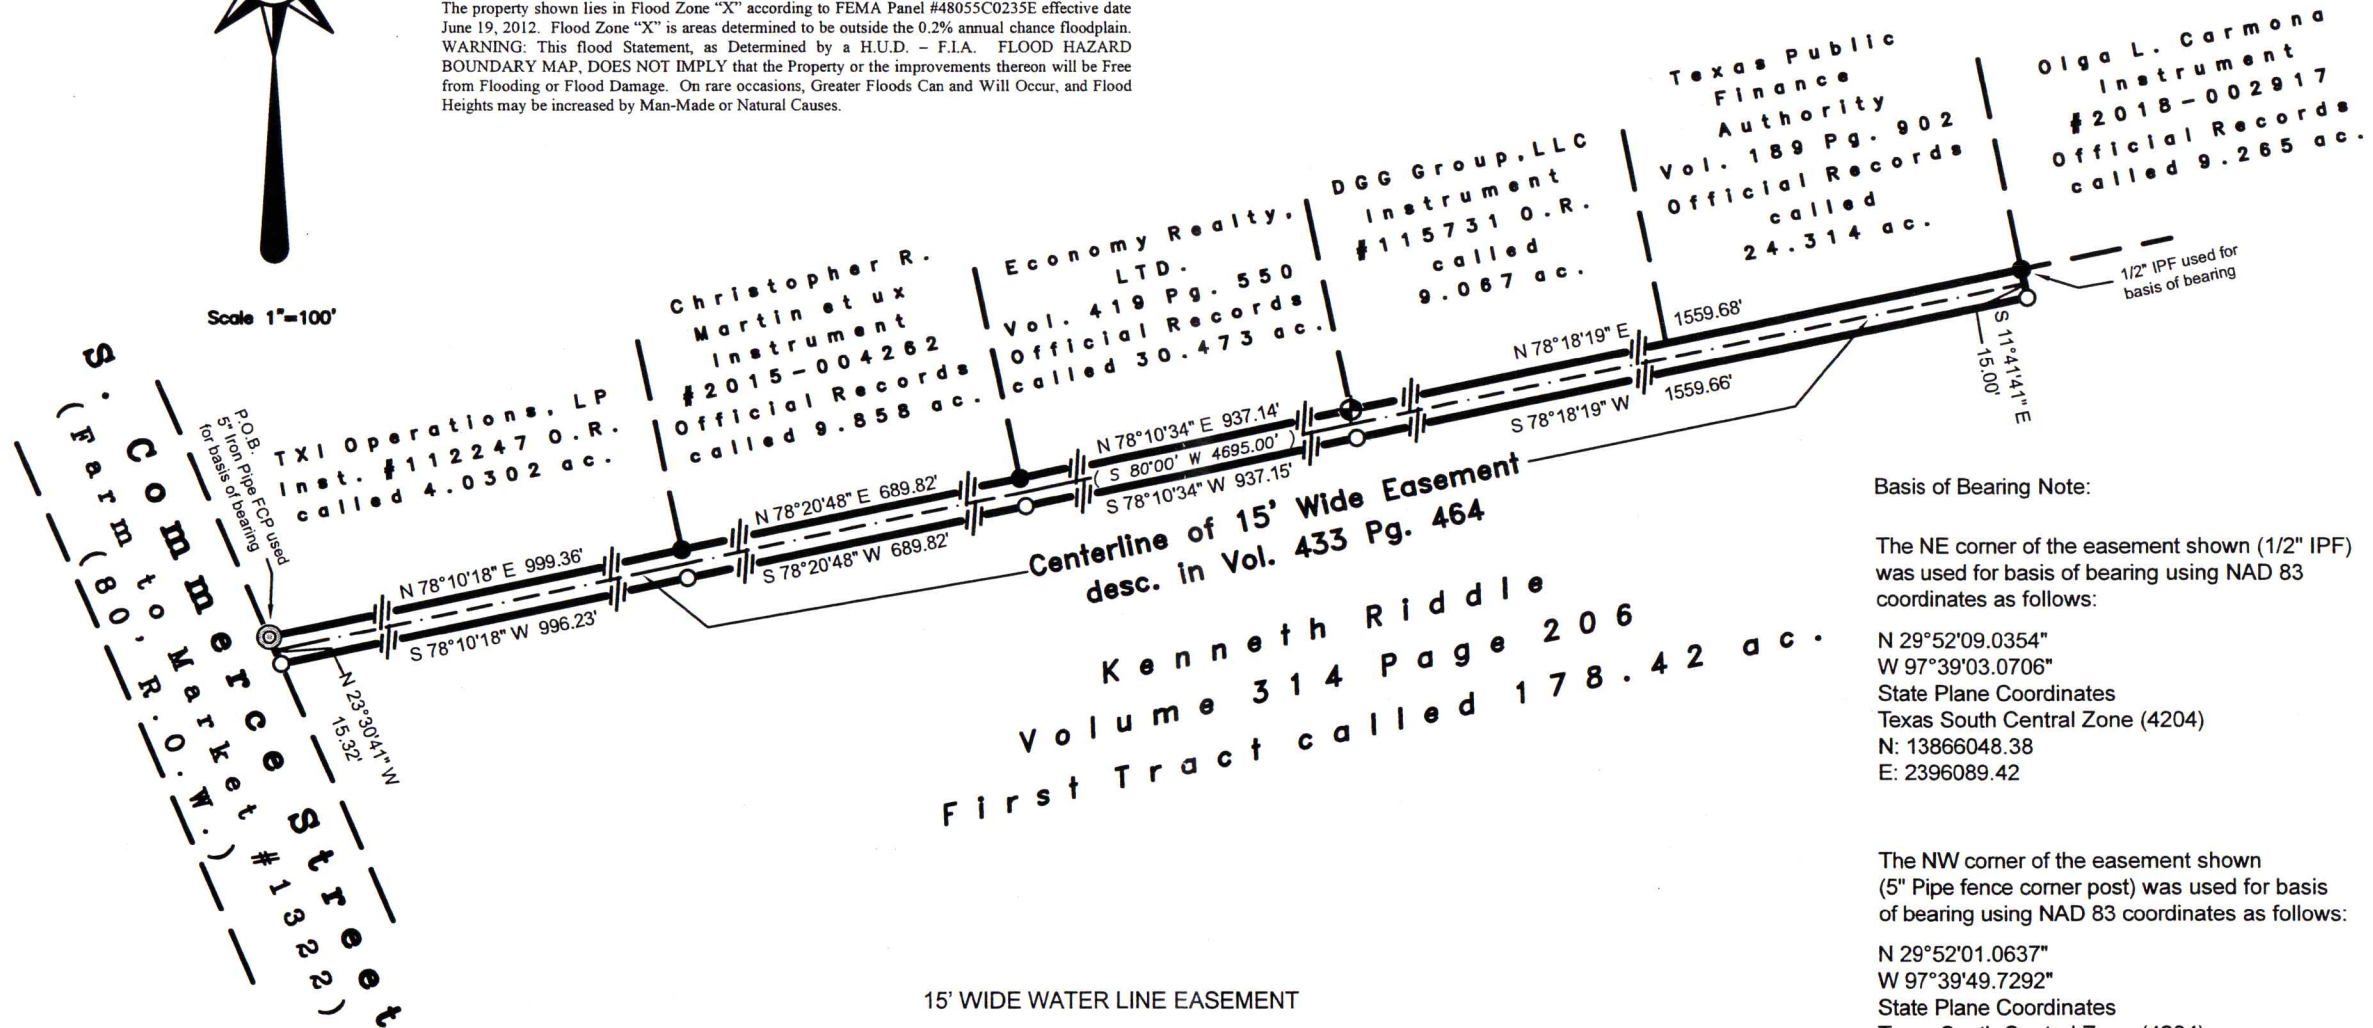 The property shown lies in Flood Zone “X” according to FEMA Panel #48055C0235E effective date
June 19, 2012. Flood Zone “X” is areas determined to be outside the 0.2% annual chance floodplain.
WARNING: This flood Statement, as Determined by a H.U.D. – F.I.A. FLOOD HAZARD
BOUNDARY MAP, DOES NOT IMPLY that the Property or the improvements thereon will be Free
from Flooding or Flood Damage. On rare occasions, Greater Floods Can and Will Occur, and Flood
Heights may be increased by Man-Made or Natural Causes.
Scale 1"=100'
S. Commerce Street
(Farm to Market #1322)
(80' R.O.W.)
P.O.B.
5" Iron Pipe FCP used
for basis of bearing
TXI Operations, LP
Inst. #112247 O.R.
called 4.0302 ac.
Christopher R.
Martin et ux
Instrument
#2015-004262
Official Records
called 9.858 ac.
Economy Realty,
LTD.
Vol. 419 Pg. 550
Official Records
called 30.473 ac.
DGG Group,LLC
Instrument
#115731 O.R.
called
9.067 ac.
Texas Public
Finance
Authority
Vol. 189 Pg. 902
Official Records
called
24.314 ac.
Olga L. Carmona
Instrument
#2018-002917
Official Records
called 9.265 ac.
1/2" IPF used for
basis of bearing
N 78°10'18" E 999.36'
S 78°10'18" W 996.23'
N 78°20'48" E 689.82'
S 78°20'48" W 689.82'
N 78°10'34" E 937.14'
( S 80°00' W 4695.00' )
S 78°10'34" W 937.15'
N 78°18'19" E
1559.68'
S 78°18'19" W
1559.66'
S 11°41'41" E
15.00'
N 23°30'41" W
15.32'
Centerline of 15' Wide Easement
desc. in Vol. 433 Pg. 464
Kenneth Riddle
Volume 314 Page 206
First Tract called 178.42 ac.
Basis of Bearing Note:
The NE corner of the easement shown (1/2" IPF)
was used for basis of bearing using NAD 83
coordinates as follows:
N 29°52'09.0354"
W 97°39'03.0706"
State Plane Coordinates
Texas South Central Zone (4204)
N: 13866048.38
E: 2396089.42
The NW corner of the easement shown
(5" Pipe fence corner post) was used for basis
of bearing using NAD 83 coordinates as follows:
N 29°52'01.0637"
W 97°39'49.7292"
State Plane Coordinates
15' WIDE WATER LINE EASEMENT